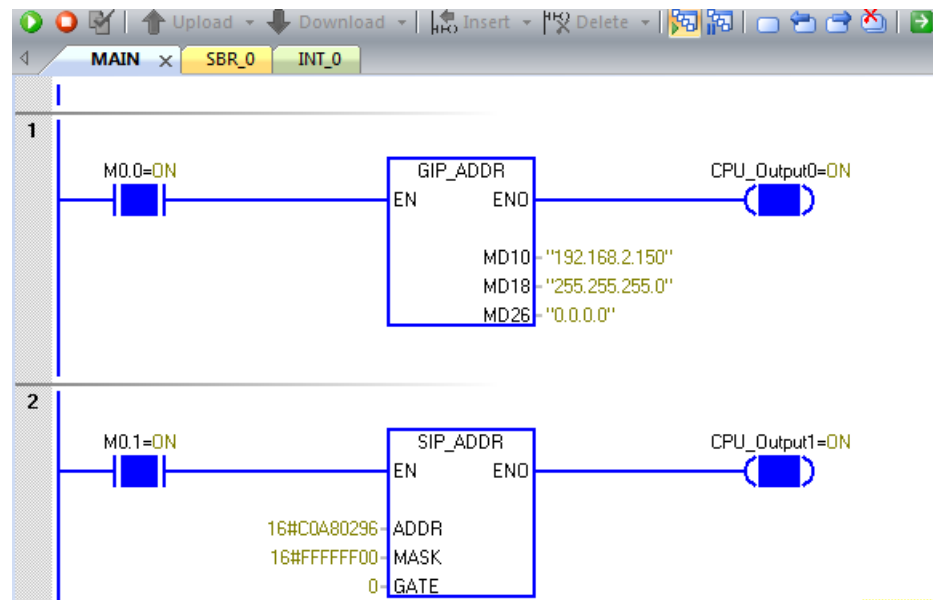 Upload Download Insert Delete
MAIN SBR_0 INT_0
1
M0.0=ON GIP_ADDR CPU_Output0=ON
EN ENO
MD10 "192.168.2.150"
MD18 "255.255.255.0"
MD26 "0.0.0.0"
2
M0.1=ON SIP_ADDR CPU_Output1=ON
EN ENO
16#C0A80296 ADDR
16#FFFFFF00 MASK
0 GATE